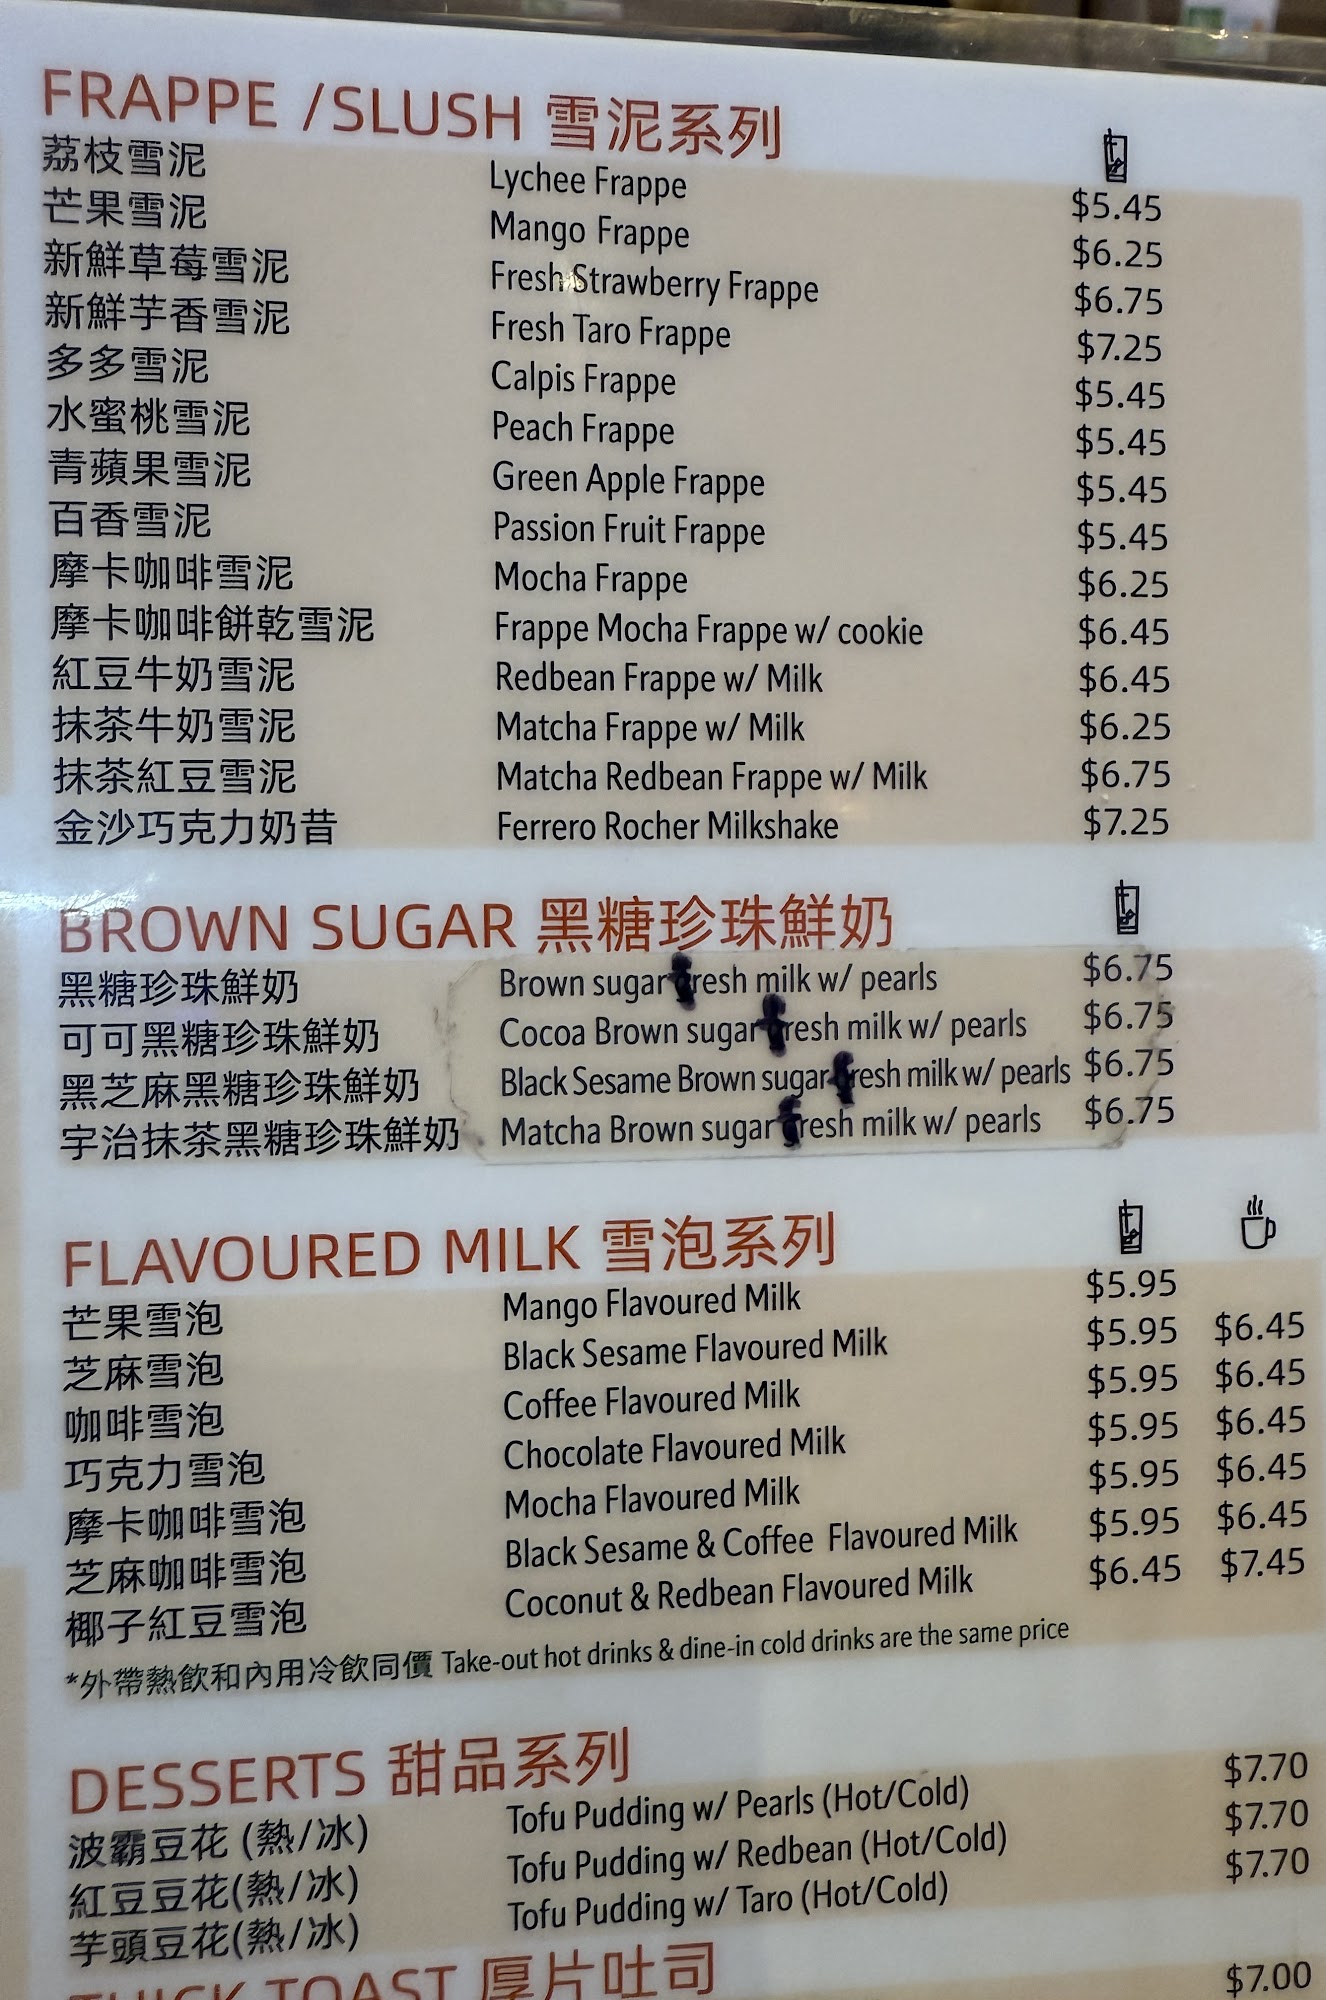 FRAPPE /SLUSH 雪泥系列
荔枝雪泥 Lychee Frappe $5.45
芒果雪泥 Mango Frappe $6.25
新鮮草莓雪泥 Fresh Strawberry Frappe $6.75
新鮮芋香雪泥 Fresh Taro Frappe $7.25
多多雪泥 Calpis Frappe $5.45
水蜜桃雪泥 Peach Frappe $5.45
青蘋果雪泥 Green Apple Frappe $5.45
百香雪泥 Passion Fruit Frappe $5.45
摩卡咖啡雪泥 Mocha Frappe $6.25
摩卡咖啡餅乾雪泥 Frappe Mocha Frappe w/ cookie $6.45
紅豆牛奶雪泥 Redbean Frappe w/ Milk $6.45
抹茶牛奶雪泥 Matcha Frappe w/ Milk $6.25
抹茶紅豆雪泥 Matcha Redbean Frappe w/ Milk $6.75
金沙巧克力奶昔 Ferrero Rocher Milkshake $7.25
BROWN SUGAR 黑糖珍珠鮮奶
黑糖珍珠鮮奶 Brown sugar resh milk w/ pearls $6.75
可可黑糖珍珠鮮奶 Cocoa Brown sugar resh milk w/ pearls $6.75
黑芝麻黑糖珍珠鮮奶 Black Sesame Brown sugar resh milk w/ pearls $6.75
宇治抹茶黑糖珍珠鮮奶 Matcha Brown sugar resh milk w/ pearls $6.75
FLAVOURED MILK 雪泡系列
芒果雪泡 Mango Flavoured Milk $5.95
芝麻雪泡 Black Sesame Flavoured Milk $5.95 $6.45
咖啡雪泡 Coffee Flavoured Milk $5.95 $6.45
巧克力雪泡 Chocolate Flavoured Milk $5.95 $6.45
摩卡咖啡雪泡 Mocha Flavoured Milk $5.95 $6.45
芝麻咖啡雪泡 Black Sesame & Coffee Flavoured Milk $5.95 $6.45
椰子紅豆雪泡 Coconut & Redbean Flavoured Milk $6.45 $7.45
*外帶熱飲和內用冷飲同價 Take-out hot drinks & dine-in cold drinks are the same price
DESSERTS 甜品系列
波霸豆花 (熱/冰) Tofu Pudding w/ Pearls (Hot/Cold) $7.70
紅豆豆花(熱/冰) Tofu Pudding w/ Redbean (Hot/Cold) $7.70
芋頭豆花(熱/冰) Tofu Pudding w/ Taro (Hot/Cold) $7.70
THICK TOAST 厚片吐司
$7.00